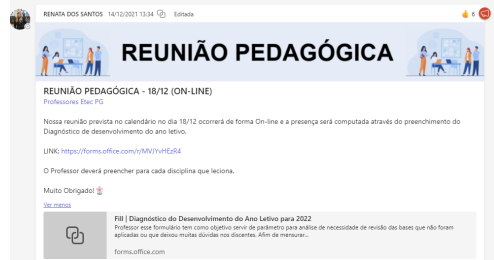 RENATA DOS SANTOS 14/12/2021 13:34 Editada
6
REUNIÃO PEDAGÓGICA
REUNIÃO PEDAGÓGICA - 18/12 (ON-LINE)
Professores Etec PG
Nossa reunião prevista no calendário no dia 18/12 ocorrerá de forma On-line e a presença será computada através do preenchimento do
Diagnóstico de desenvolvimento do ano letivo.
LINK: https://forms.office.com/r/MVJYvHEzR4
O Professor deverá preencher para cada disciplina que leciona.
Muito Obrigado!
Ver menos
Fill | Diagnóstico do Desenvolvimento do Ano Letivo para 2022
Professor esse formulário tem como objetivo servir de parâmetro para análise de necessidade de revisão das bases que não foram
aplicadas ou que deixou muitas dúvidas nos discentes. Afim de mensurar...
forms.office.com